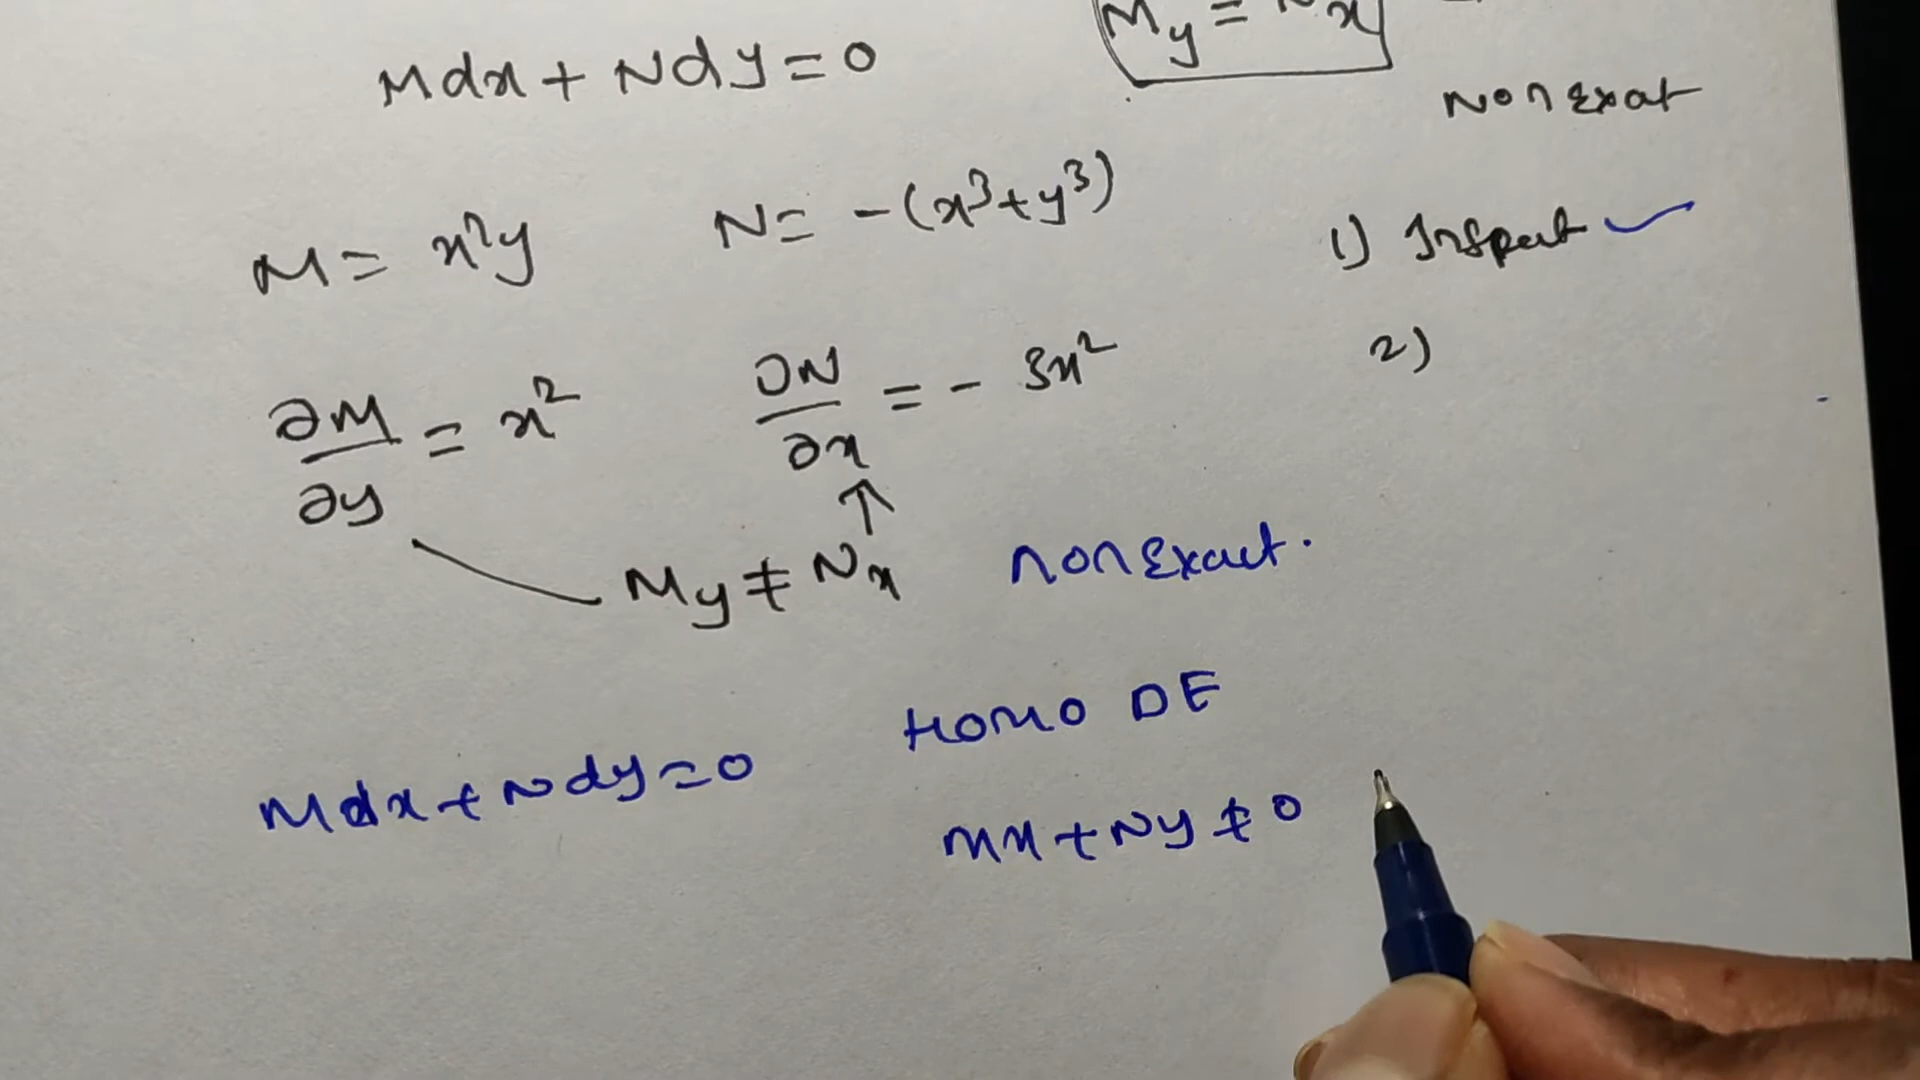 My = Nx
Mdx + Ndy = 0
Non Exat
M = x²y N = -(x³+y³)
1) Inspect ✓
∂M/∂y = x² ∂N/∂x = - 3x²
2)
↑
My ≠ Nx non Exact.
Homo DE
Mdx + Ndy = 0
Mx + Ny ≠ 0